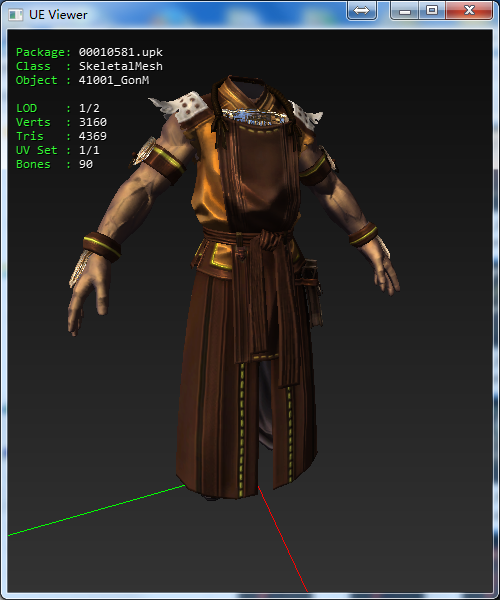 UE Viewer
Package: 00010581.upk
Class : SkeletalMesh
Object : 41001_GonM
LOD : 1/2
Verts : 3160
Tris : 4369
UV Set : 1/1
Bones : 90